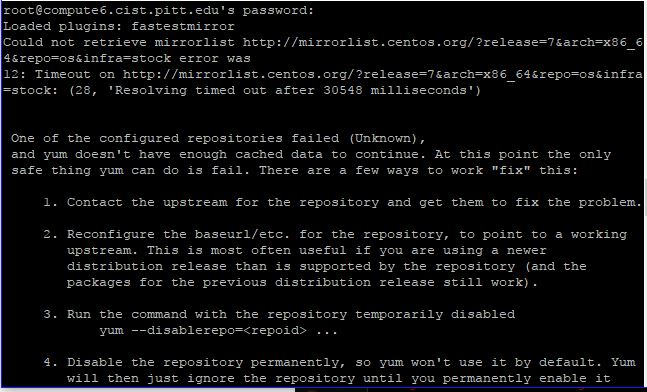 root@compute6.cist.pitt.edu's password:
Loaded plugins: fastestmirror
Could not retrieve mirrorlist http://mirrorlist.centos.org/?release=7&arch=x86_6
4&repo=os&infra=stock error was
12: Timeout on http://mirrorlist.centos.org/?release=7&arch=x86_64&repo=os&infra
=stock: (28, 'Resolving timed out after 30548 milliseconds')
One of the configured repositories failed (Unknown),
and yum doesn't have enough cached data to continue. At this point the only
safe thing yum can do is fail. There are a few ways to work "fix" this:
1. Contact the upstream for the repository and get them to fix the problem.
2. Reconfigure the baseurl/etc. for the repository, to point to a working
upstream. This is most often useful if you are using a newer
distribution release than is supported by the repository (and the
packages for the previous distribution release still work).
3. Run the command with the repository temporarily disabled
yum --disablerepo=<repoid> ...
4. Disable the repository permanently, so yum won't use it by default. Yum
will then just ignore the repository until you permanently enable it